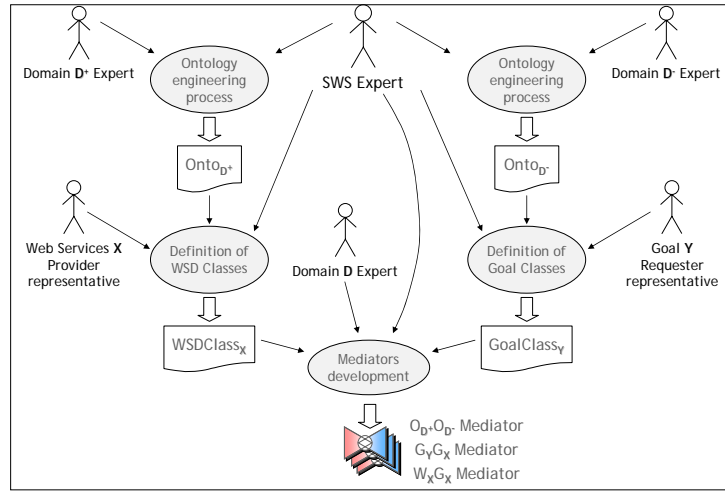 Domain D+ Expert
Ontology
engineering
process
SWS Expert
Ontology
engineering
process
Domain D- Expert
OntoD+
OntoD-
Web Services X
Provider
representative
Definition of
WSD Classes
Domain D Expert
Definition of
Goal Classes
Goal Y
Requester
representative
WSDClassX
Mediators
development
GoalClassY
OD+OD- Mediator
GYGX Mediator
WXGX Mediator